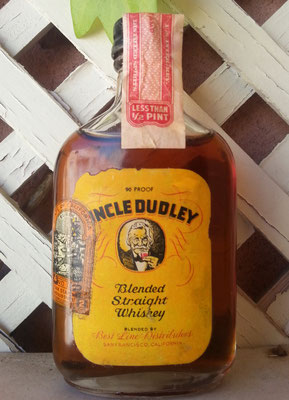 LESS THAN
1/2 PINT
90 PROOF
UNCLE DUDLEY
Blended
Straight
Whiskey
BLENDED BY
Best Line Distributors
SAN FRANCISCO, CALIFORNIA